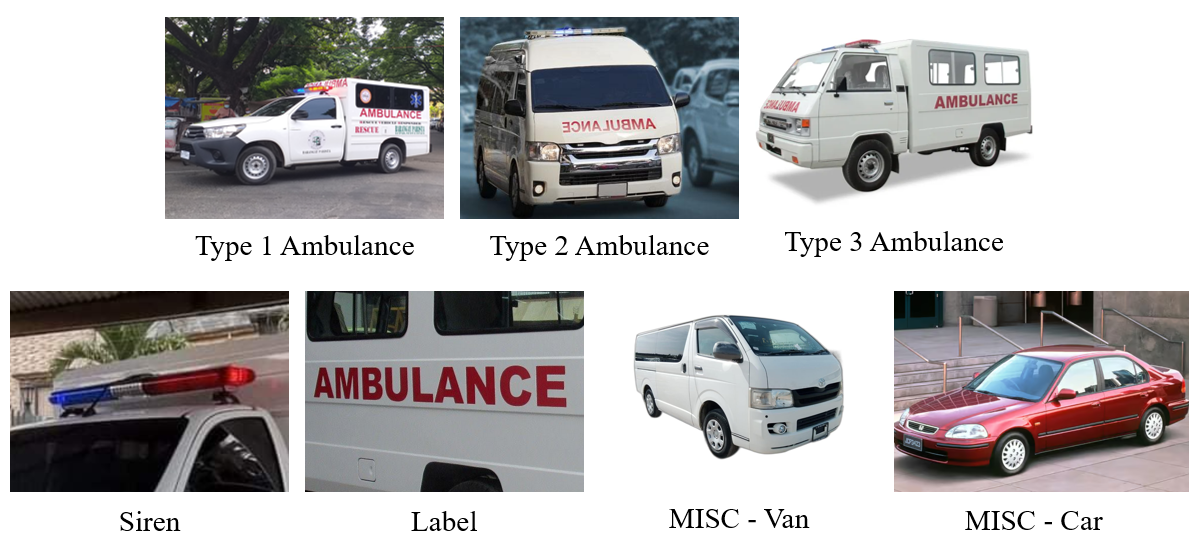 AMBULANCE
RESCUE
AMBULANCE
AMBULANCE
AMBULANCE
Type 1 Ambulance
Type 2 Ambulance
Type 3 Ambulance
AMBULANCE
Siren
Label
MISC - Van
MISC - Car